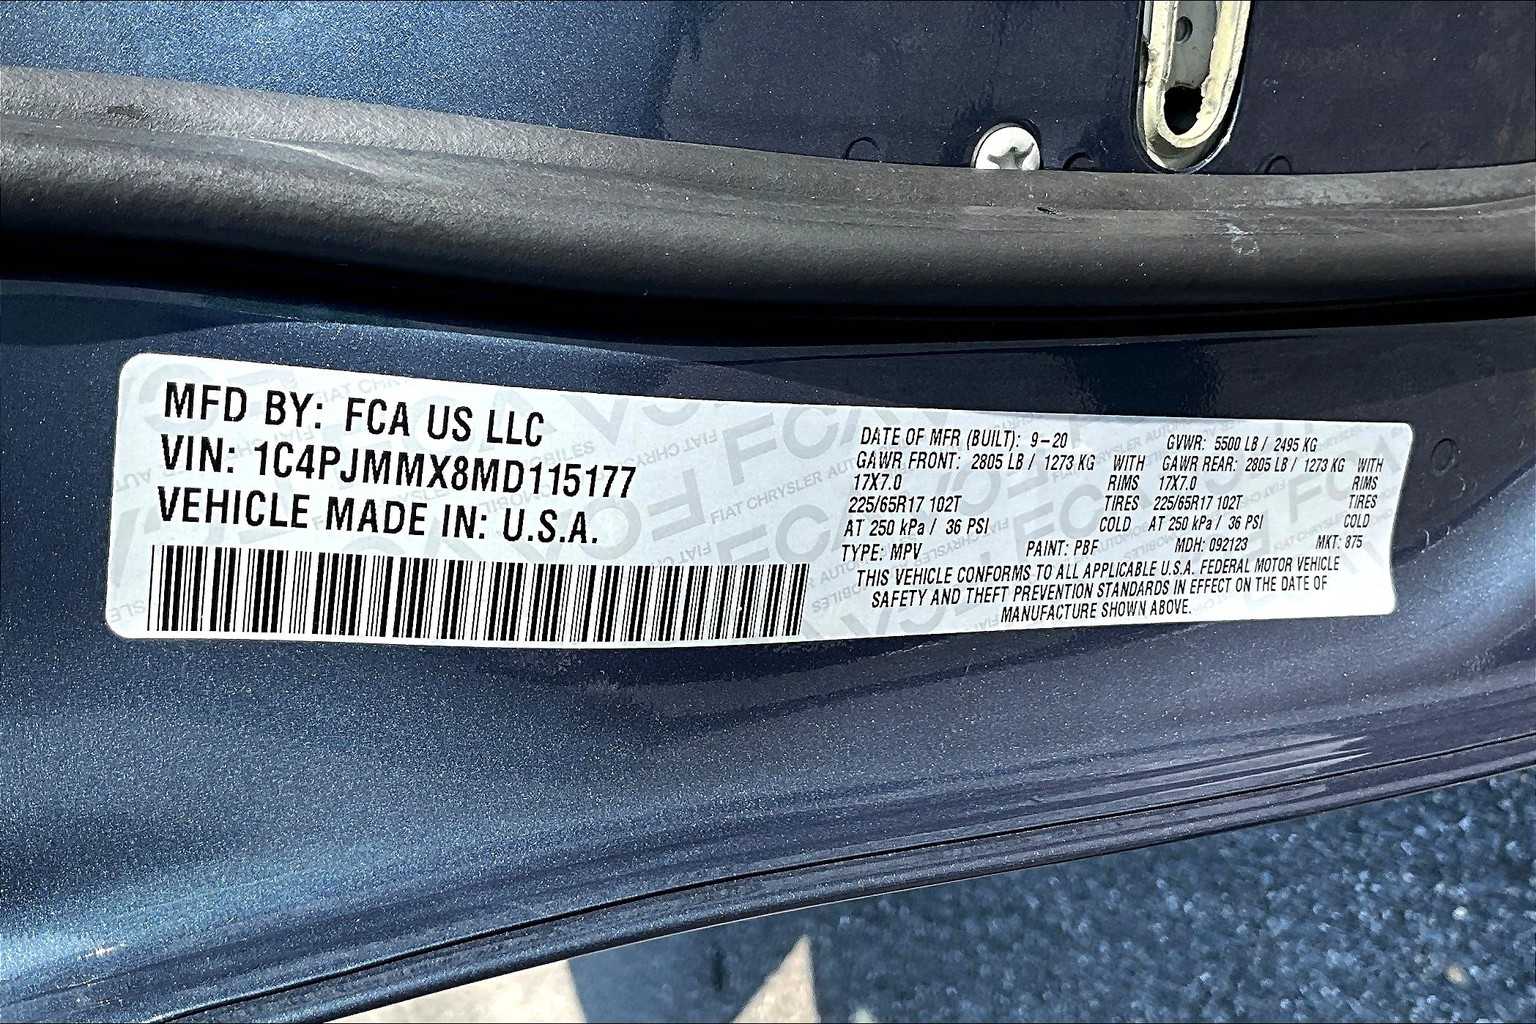 MFD BY: FCA US LLC
VIN: 1C4PJMMX8MD115177
VEHICLE MADE IN: U.S.A.
DATE OF MFR (BUILT): 9-20 GVWR: 5500 LB / 2495 KG
GAWR FRONT: 2805 LB / 1273 KG WITH GAWR REAR: 2805 LB / 1273 KG WITH
17X7.0 RIMS 17X7.0 RIMS
225/65R17 102T TIRES 225/65R17 102T TIRES
AT 250 kPa / 36 PSI COLD AT 250 kPa / 36 PSI COLD
TYPE: MPV PAINT: PBF MDH: 092123 MKT: 875
THIS VEHICLE CONFORMS TO ALL APPLICABLE U.S.A. FEDERAL MOTOR VEHICLE
SAFETY AND THEFT PREVENTION STANDARDS IN EFFECT ON THE DATE OF
MANUFACTURE SHOWN ABOVE.